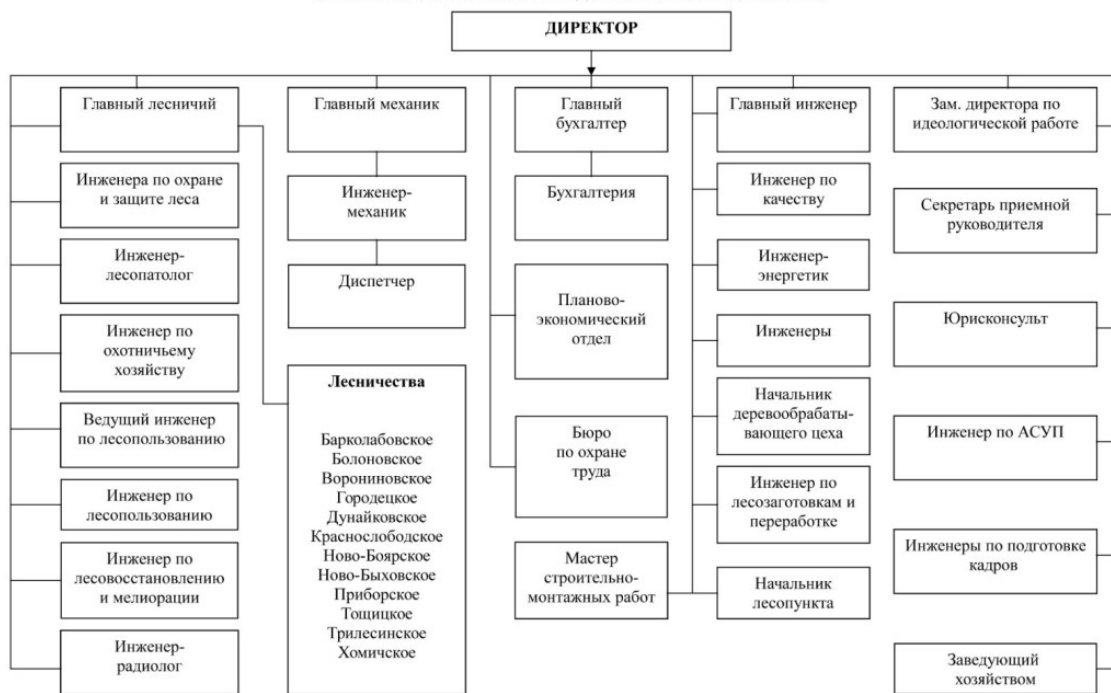 ДИРЕКТОР
Главный лесничий
Инженера по охране
и защите леса
Инженер-
лесопатолог
Инженер по
охотничьему
хозяйству
Ведущий инженер
по лесопользованию
Инженер по
лесопользованию
Инженер по
лесовосстановлению
и мелиорации
Инженер-
радиолог
Главный механик
Инженер-
механик
Диспетчер
Лесничества
Барколабовское
Болоновское
Ворониновское
Городецкое
Дунайковское
Краснослободское
Ново-Боярское
Ново-Быховское
Приборское
Тощицкое
Трилесинское
Хомичское
Главный
бухгалтер
Бухгалтерия
Планово-
экономический
отдел
Бюро
по охране
труда
Мастер
строительно-
монтажных работ
Главный инженер
Инженер по
качеству
Инженер-
энергетик
Инженеры
Начальник
деревообрабаты-
вающего цеха
Инженер по
лесозаготовкам и
переработке
Начальник
лесопункта
Зам. директора по
идеологической работе
Секретарь приемной
руководителя
Юрисконсульт
Инженер по АСУП
Инженеры по подготовке
кадров
Заведующий
хозяйством